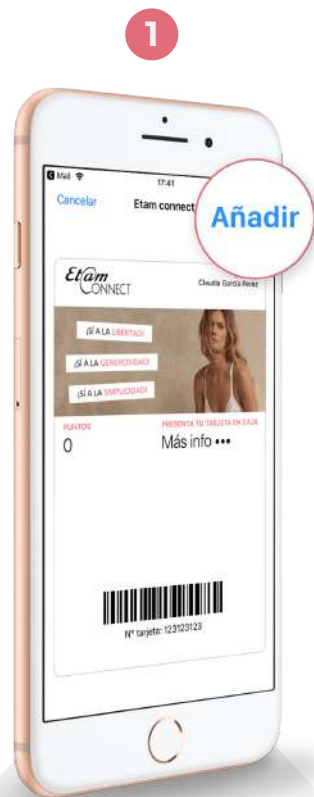 1
Mail
17:41
Cancelar
Etam connect
Añadir
Et@m
CONNECT
Claudia García Pérez
¡SÍ A LA LIBERTAD!
¡SÍ A LA GENEROSIDAD!
¡SÍ A LA SIMPLICIDAD!
PUNTOS
PRESENTA TU TARJETA EN CAJA
0
Más info •••
Nº tarjeta: 123123123